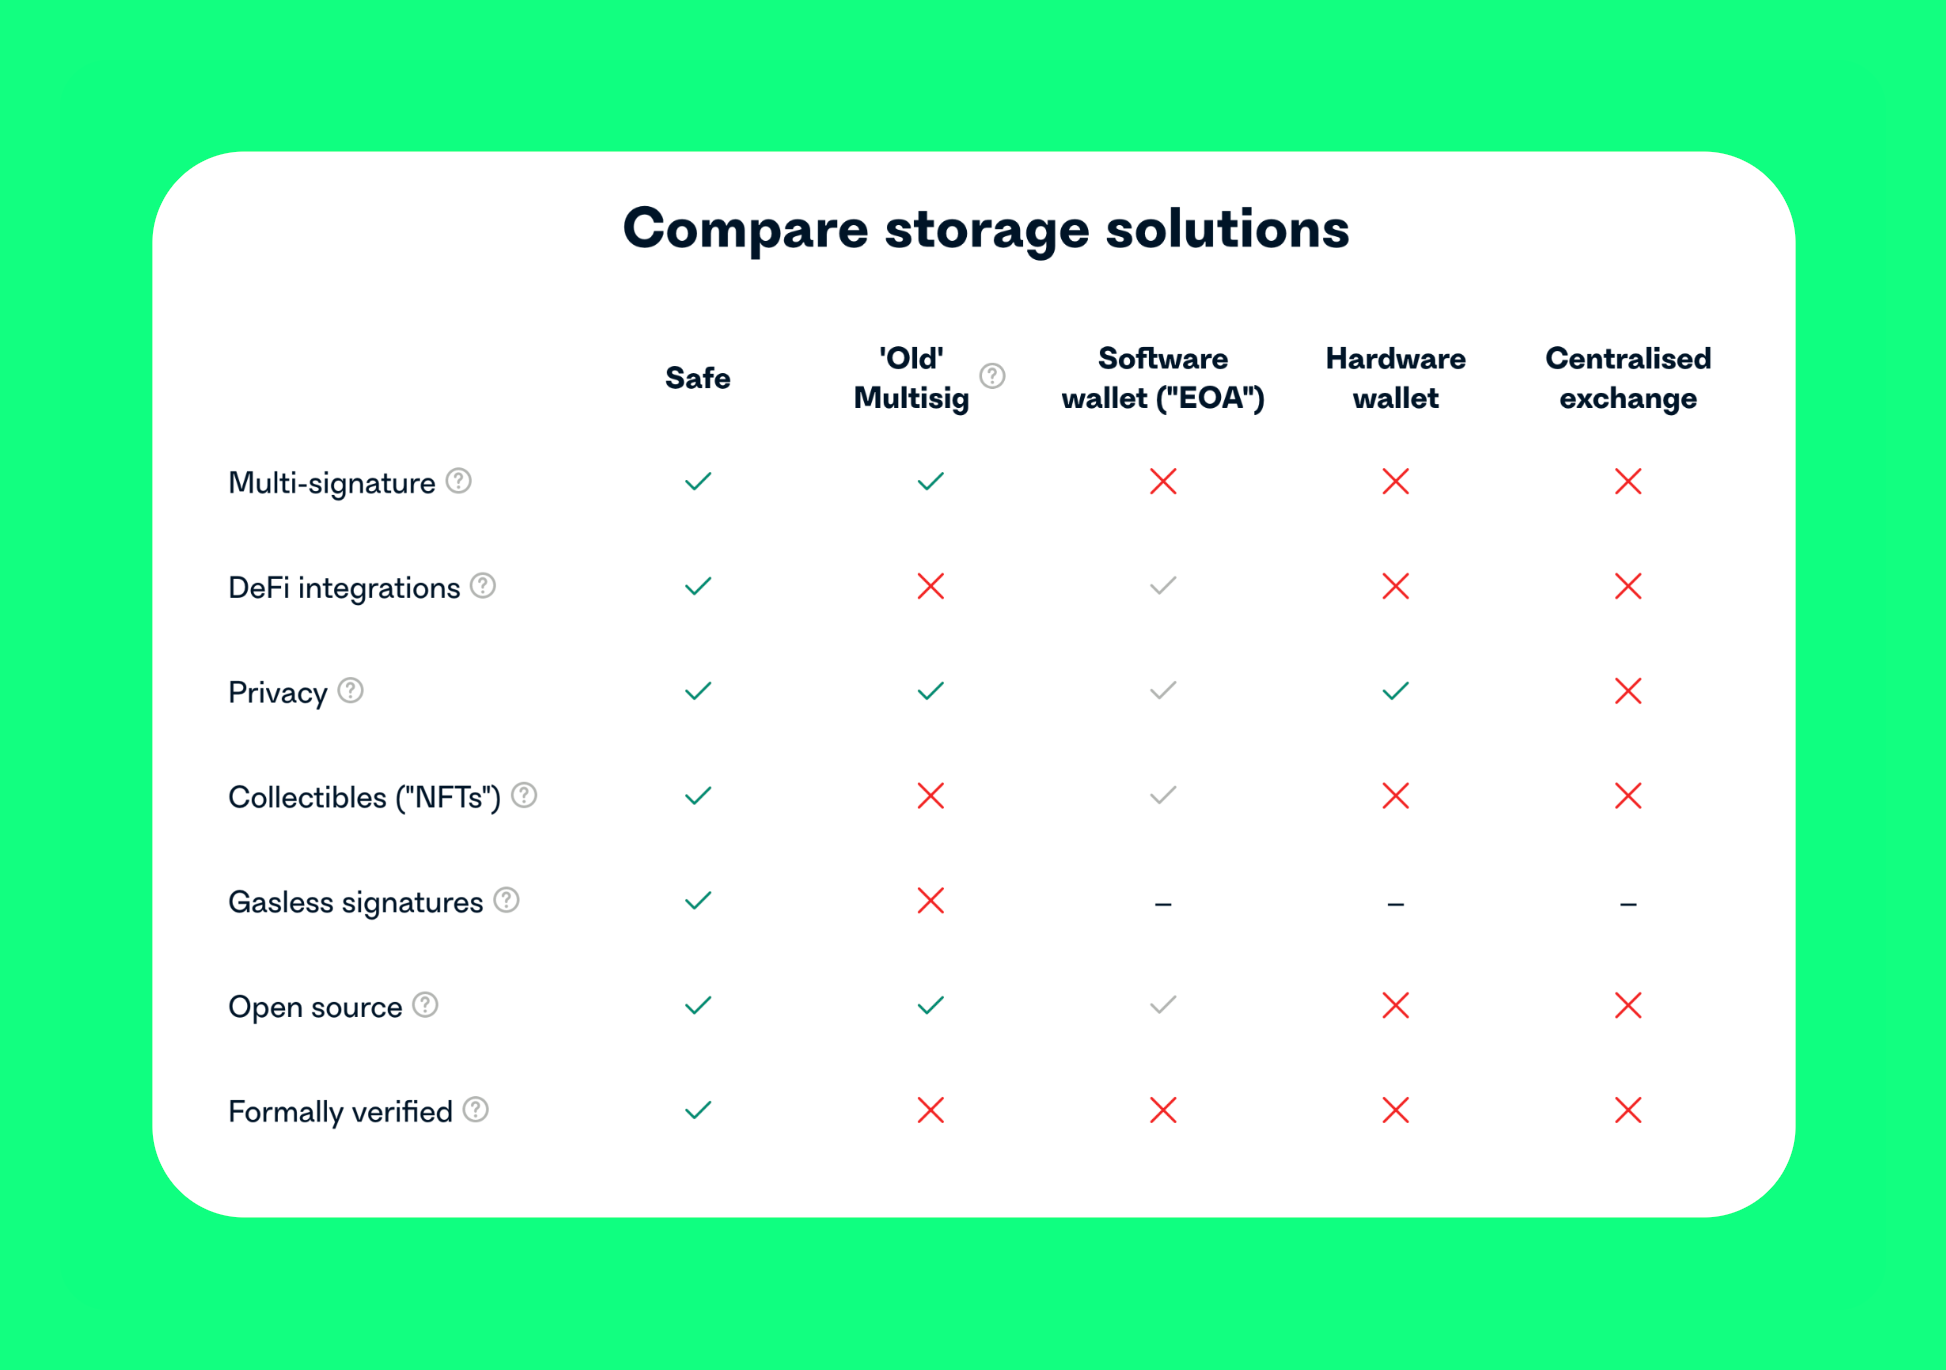 Compare storage solutions
Safe
'Old'
Multisig
Software
wallet ("EOA")
Hardware
wallet
Centralised
exchange
Multi-signature
DeFi integrations
Privacy
Collectibles ("NFTs")
Gasless signatures
– – –
Open source
Formally verified